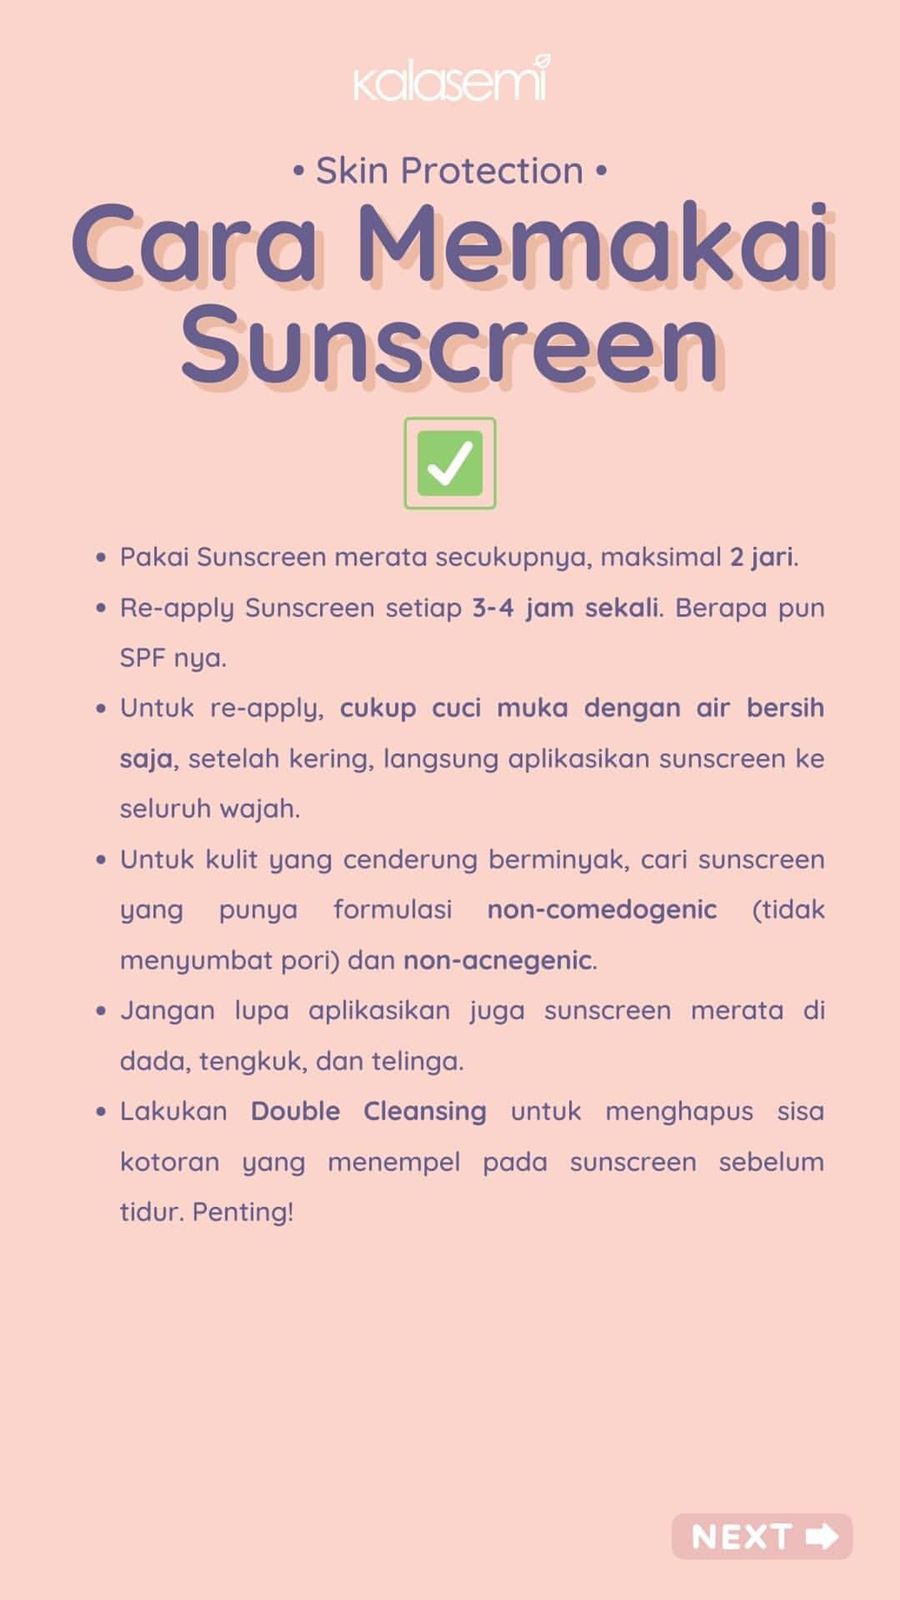 kalasemi
• Skin Protection •
Cara Memakai
Sunscreen
• Pakai Sunscreen merata secukupnya, maksimal 2 jari.
• Re-apply Sunscreen setiap 3-4 jam sekali. Berapa pun
SPF nya.
• Untuk re-apply, cukup cuci muka dengan air bersih
saja, setelah kering, langsung aplikasikan sunscreen ke
seluruh wajah.
• Untuk kulit yang cenderung berminyak, cari sunscreen
yang punya formulasi non-comedogenic (tidak
menyumbat pori) dan non-acnegenic.
• Jangan lupa aplikasikan juga sunscreen merata di
dada, tengkuk, dan telinga.
• Lakukan Double Cleansing untuk menghapus sisa
kotoran yang menempel pada sunscreen sebelum
tidur. Penting!
NEXT